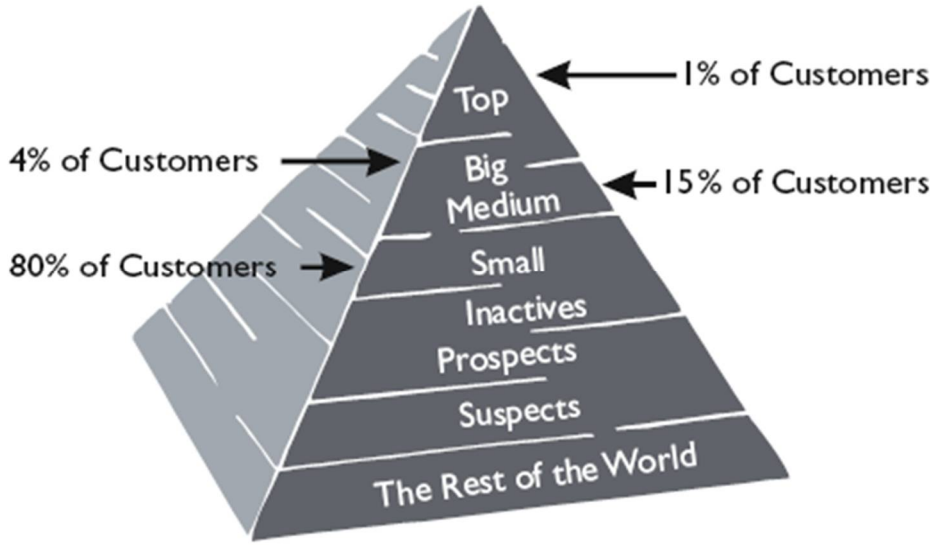 1% of Customers
Top
4% of Customers
Big
15% of Customers
Medium
80% of Customers
Small
Inactives
Prospects
Suspects
The Rest of the World